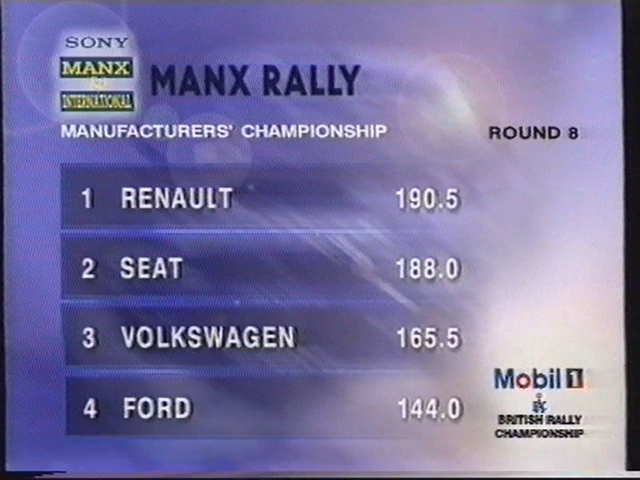 SONY
MANX
INTERNATIONAL
MANX RALLY
MANUFACTURERS' CHAMPIONSHIP
ROUND 8
1 RENAULT 190.5
2 SEAT 188.0
3 VOLKSWAGEN 165.5
4 FORD 144.0
Mobil 1
BRITISH RALLY
CHAMPIONSHIP